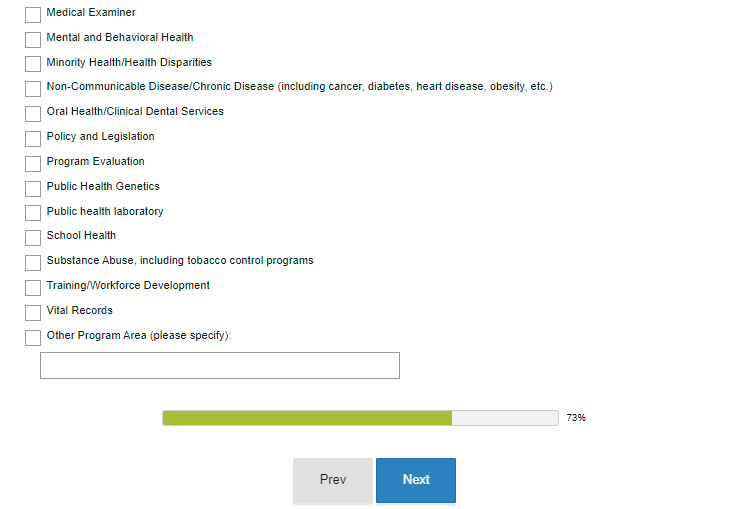 Medical Examiner
Mental and Behavioral Health
Minority Health/Health Disparities
Non-Communicable Disease/Chronic Disease (including cancer, diabetes, heart disease, obesity, etc.)
Oral Health/Clinical Dental Services
Policy and Legislation
Program Evaluation
Public Health Genetics
Public health laboratory
School Health
Substance Abuse, including tobacco control programs
Training/Workforce Development
Vital Records
Other Program Area (please specify):
73%
Prev Next